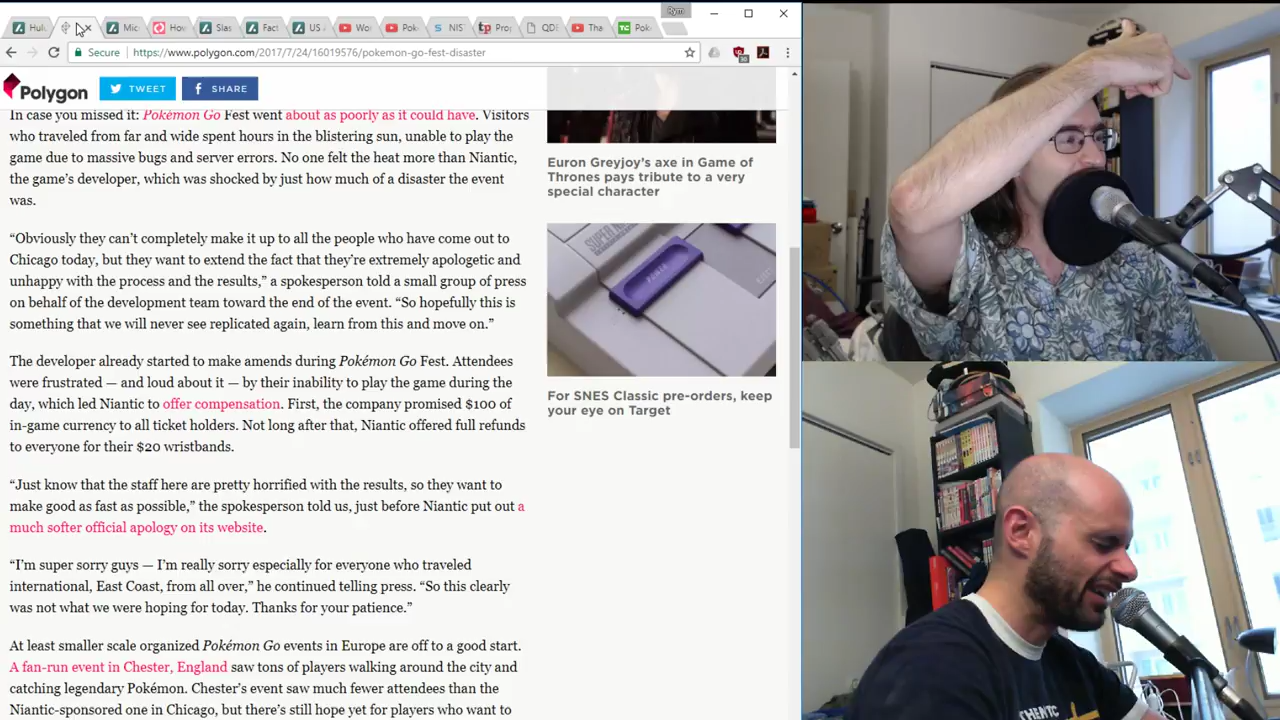 Rym
Hul
Mic
Hov
Slas
Fact
US
Wor
Pok
NIS
Prog
QDI
Tha
Pok
Secure
https://www.polygon.com/2017/7/24/16019576/pokemon-go-fest-disaster
Polygon
TWEET
SHARE
In case you missed it: Pokémon Go Fest went about as poorly as it could have. Visitors
who traveled from far and wide spent hours in the blistering sun, unable to play the
game due to massive bugs and server errors. No one felt the heat more than Niantic,
the game's developer, which was shocked by just how much of a disaster the event
was.
“Obviously they can’t completely make it up to all the people who have come out to
Chicago today, but they want to extend the fact that they’re extremely apologetic and
unhappy with the process and the results,” a spokesperson told a small group of press
on behalf of the development team toward the end of the event. “So hopefully this is
something that we will never see replicated again, learn from this and move on.”
The developer already started to make amends during Pokémon Go Fest. Attendees
were frustrated — and loud about it — by their inability to play the game during the
day, which led Niantic to offer compensation. First, the company promised $100 of
in-game currency to all ticket holders. Not long after that, Niantic offered full refunds
to everyone for their $20 wristbands.
“Just know that the staff here are pretty horrified with the results, so they want to
make good as fast as possible,” the spokesperson told us, just before Niantic put out a
much softer official apology on its website.
“I’m super sorry guys — I’m really sorry especially for everyone who traveled
international, East Coast, from all over,” he continued telling press. “So this clearly
was not what we were hoping for today. Thanks for your patience.”
At least smaller scale organized Pokémon Go events in Europe are off to a good start.
A fan-run event in Chester, England saw tons of players walking around the city and
catching legendary Pokémon. Chester’s event saw much fewer attendees than the
Niantic-sponsored one in Chicago, but there’s still hope yet for players who want to
Euron Greyjoy’s axe in Game of
Thrones pays tribute to a very
special character
POWER
For SNES Classic pre-orders, keep
your eye on Target